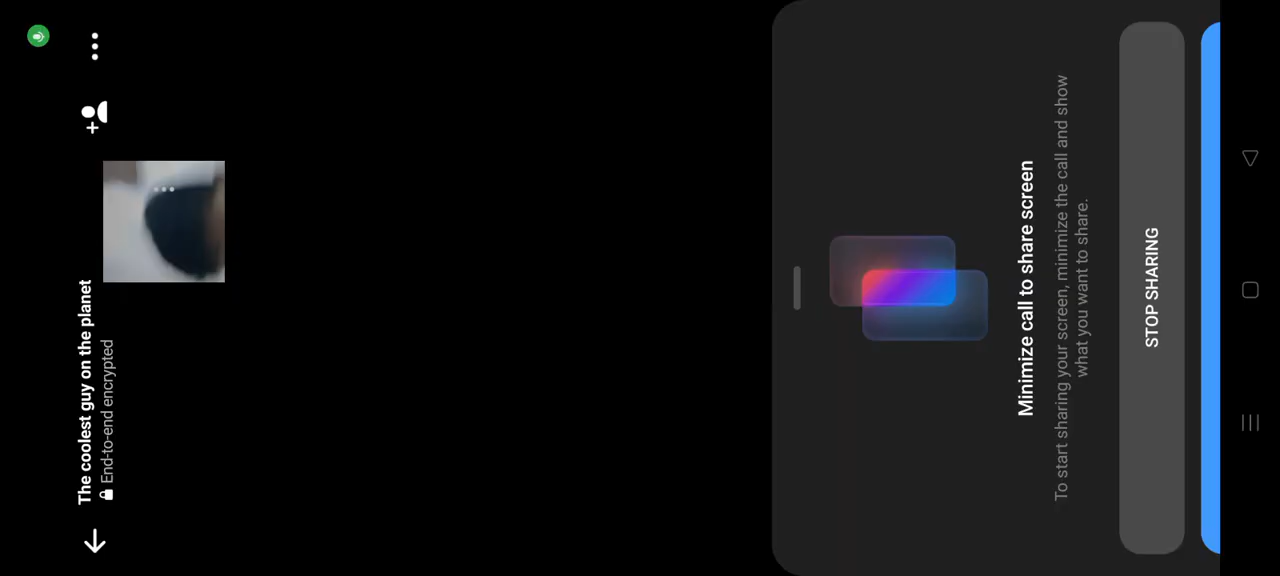 The coolest guy on the planet
End-to-end encrypted
Minimize call to share screen
To start sharing your screen, minimize the call and show
what you want to share.
STOP SHARING